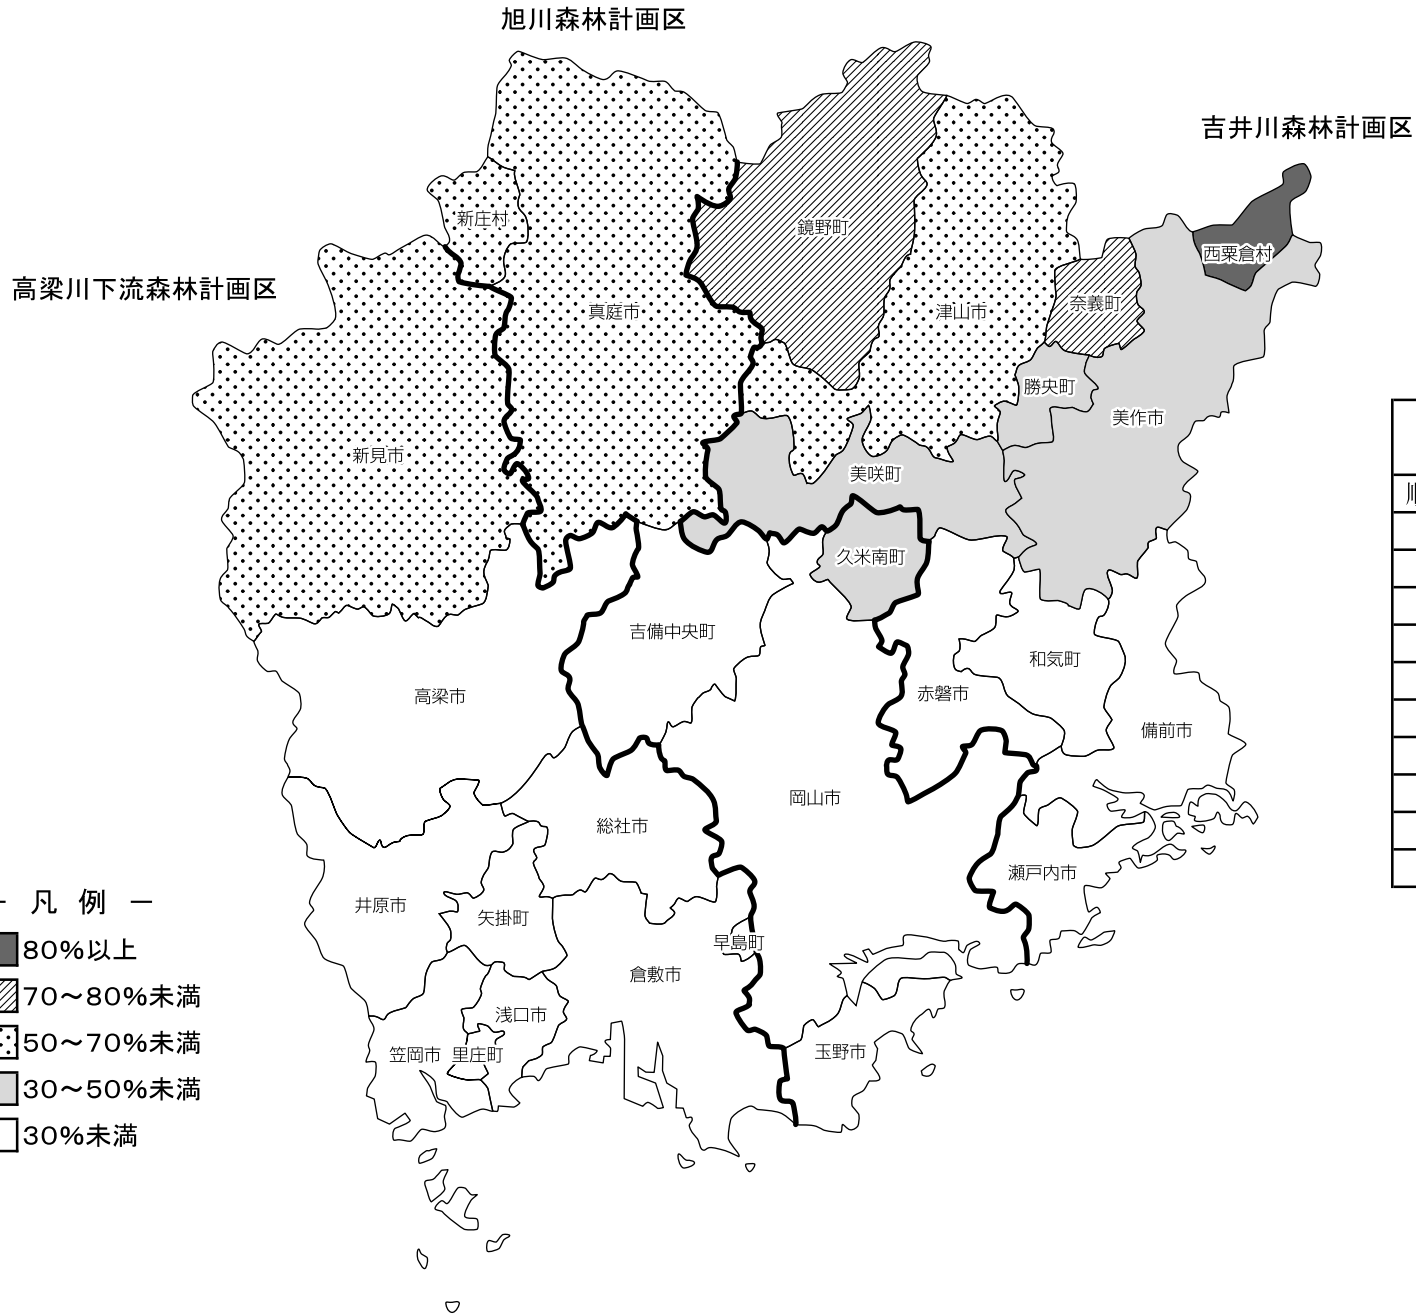 旭川森林計画区
吉井川森林計画区
高梁川下流森林計画区
新庄村
鏡野町
西粟倉村
真庭市
津山市
奈義町
勝央町
美作市
新見市
美咲町
久米南町
吉備中央町
和気町
高梁市
赤磐市
備前市
岡山市
総社市
瀬戸内市
井原市
矢掛町
早島町
倉敷市
浅口市
笠岡市
里庄町
玉野市
凡 例 －
80%以上
70～80%未満
50～70%未満
30～50%未満
30%未満